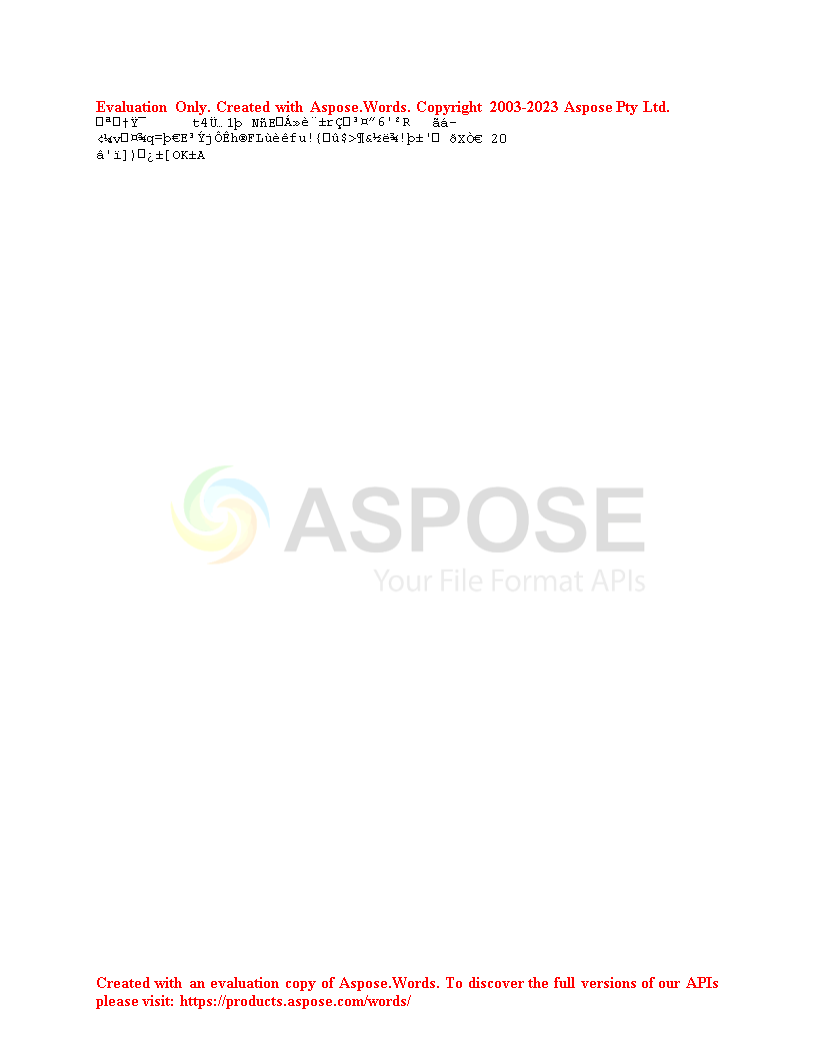 Evaluation Only. Created with Aspose.Words. Copyright 2003-2023 Aspose Pty Ltd.
□ª□†Ÿ¯ t4Ü…1þ NñE□Á»è¨±rÇ□³¤"6'²R ãá-
¢¼v□¤¾q=þ€E³ÝjÔÊh®FLùèêfu!{□û$>¶&½ë¾!þ±'□ ðXÒ€ 20
â'ï])□¿±[OK±A
ASPOSE
Your File Format APIs
Created with an evaluation copy of Aspose.Words. To discover the full versions of our APIs
please visit: https://products.aspose.com/words/